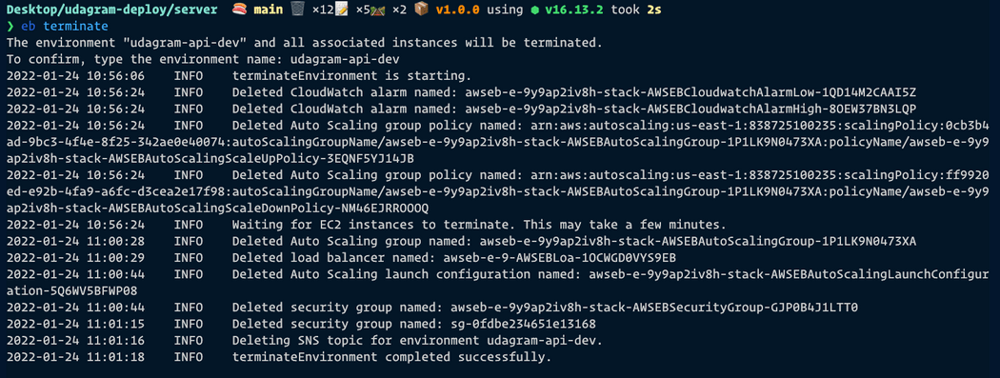 Desktop/udagram-deploy/server 🍣 main 🗑️ ×12📝 ×5🛤️ ×2 📦 v1.0.0 using ⬢ v16.13.2 took 2s
❯ eb terminate
The environment "udagram-api-dev" and all associated instances will be terminated.
To confirm, type the environment name: udagram-api-dev
2022-01-24 10:56:06 INFO terminateEnvironment is starting.
2022-01-24 10:56:24 INFO Deleted CloudWatch alarm named: awseb-e-9y9ap2iv8h-stack-AWSEBCloudwatchAlarmLow-1QD14M2CAAI5Z
2022-01-24 10:56:24 INFO Deleted CloudWatch alarm named: awseb-e-9y9ap2iv8h-stack-AWSEBCloudwatchAlarmHigh-8OEW37BN3LQP
2022-01-24 10:56:24 INFO Deleted Auto Scaling group policy named: arn:aws:autoscaling:us-east-1:838725100235:scalingPolicy:0cb3b4
ad-9bc3-4f4e-8f25-342ae0e40074:autoScalingGroupName/awseb-e-9y9ap2iv8h-stack-AWSEBAutoScalingGroup-1P1LK9N0473XA:policyName/awseb-e-9y9
ap2iv8h-stack-AWSEBAutoScalingScaleUpPolicy-3EQNF5YJ14JB
2022-01-24 10:56:24 INFO Deleted Auto Scaling group policy named: arn:aws:autoscaling:us-east-1:838725100235:scalingPolicy:ff9920
ed-e92b-4fa9-a6fc-d3cea2e17f98:autoScalingGroupName/awseb-e-9y9ap2iv8h-stack-AWSEBAutoScalingGroup-1P1LK9N0473XA:policyName/awseb-e-9y9
ap2iv8h-stack-AWSEBAutoScalingScaleDownPolicy-NM46EJRROOOQ
2022-01-24 10:56:24 INFO Waiting for EC2 instances to terminate. This may take a few minutes.
2022-01-24 11:00:28 INFO Deleted Auto Scaling group named: awseb-e-9y9ap2iv8h-stack-AWSEBAutoScalingGroup-1P1LK9N0473XA
2022-01-24 11:00:29 INFO Deleted load balancer named: awseb-e-9-AWSEBLoa-1OCWGD0VYS9EB
2022-01-24 11:00:44 INFO Deleted Auto Scaling launch configuration named: awseb-e-9y9ap2iv8h-stack-AWSEBAutoScalingLaunchConfigur
ation-5Q6WV5BFWP08
2022-01-24 11:00:44 INFO Deleted security group named: awseb-e-9y9ap2iv8h-stack-AWSEBSecurityGroup-GJP0B4J1LTT0
2022-01-24 11:01:15 INFO Deleted security group named: sg-0fdbe234651e13168
2022-01-24 11:01:16 INFO Deleting SNS topic for environment udagram-api-dev.
2022-01-24 11:01:18 INFO terminateEnvironment completed successfully.